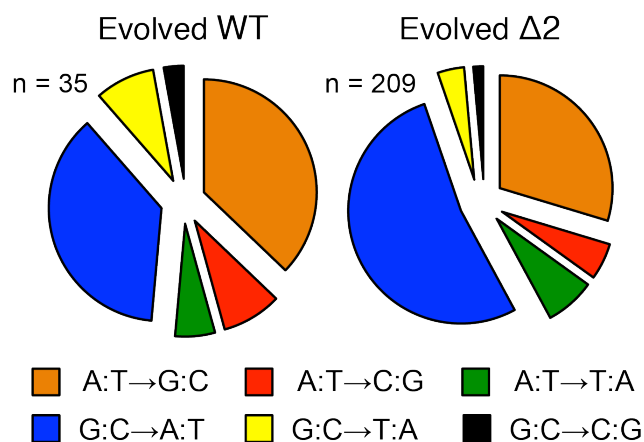 Evolved WT Evolved Δ2
n = 35 n = 209
A:T→G:C A:T→C:G A:T→T:A
G:C→A:T G:C→T:A G:C→C:G